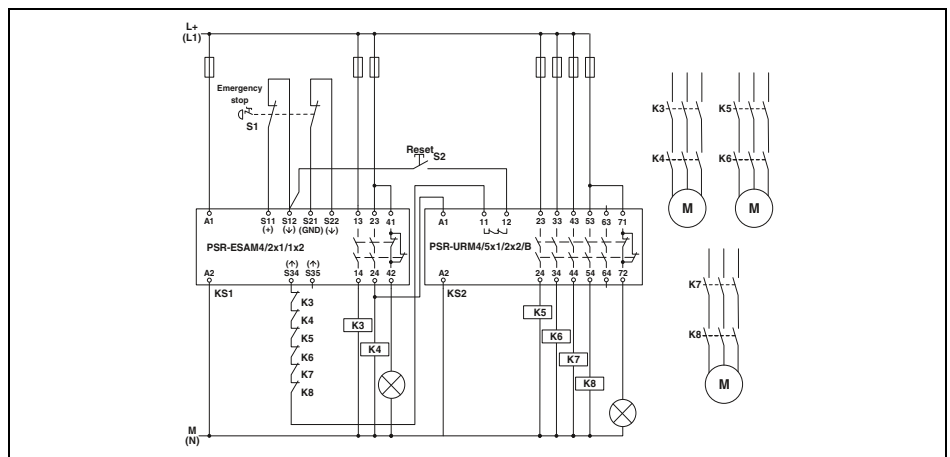 L+
(L1)
Emergency
stop
S1
Reset
S2
K3
K5
K4
K6
M
M
A1
S11
S12
S21
S22
13
23
41
A1
11
12
23
33
43
53
63
71
(+)
(↓)
(GND)
(↓)
PSR-ESAM4/2x1/1x2
PSR-URM4/5x1/2x2/B
(↑)
(↑)
A2
S34
S35
14
24
42
A2
24
34
44
54
64
72
KS1
KS2
K3
K4
K5
K6
K7
K8
K3
K4
K5
K6
K7
K8
K7
K8
M
M
(N)